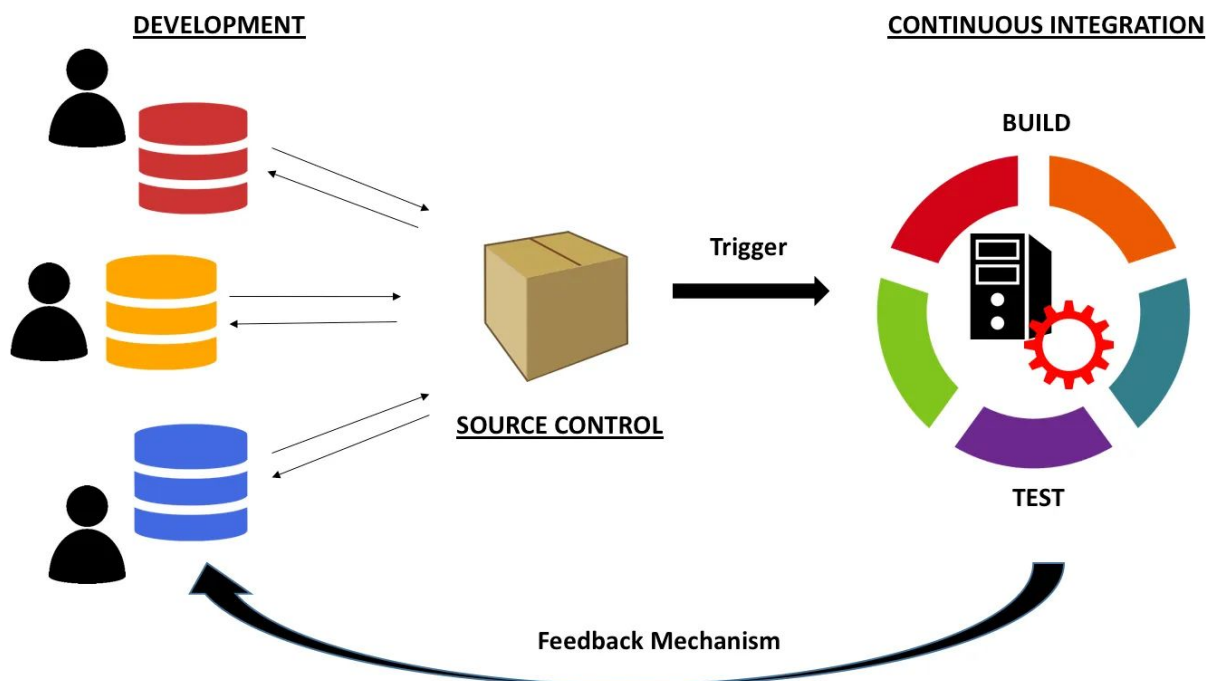 DEVELOPMENT
CONTINUOUS INTEGRATION
BUILD
Trigger
SOURCE CONTROL
TEST
Feedback Mechanism